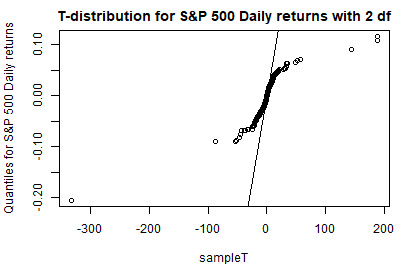 T-distribution for S&P 500 Daily returns with 2 df
Quantiles for S&P 500 Daily returns
0.10
0.00
-0.10
-0.20
-300 -200 -100 0 100 200
sampleT